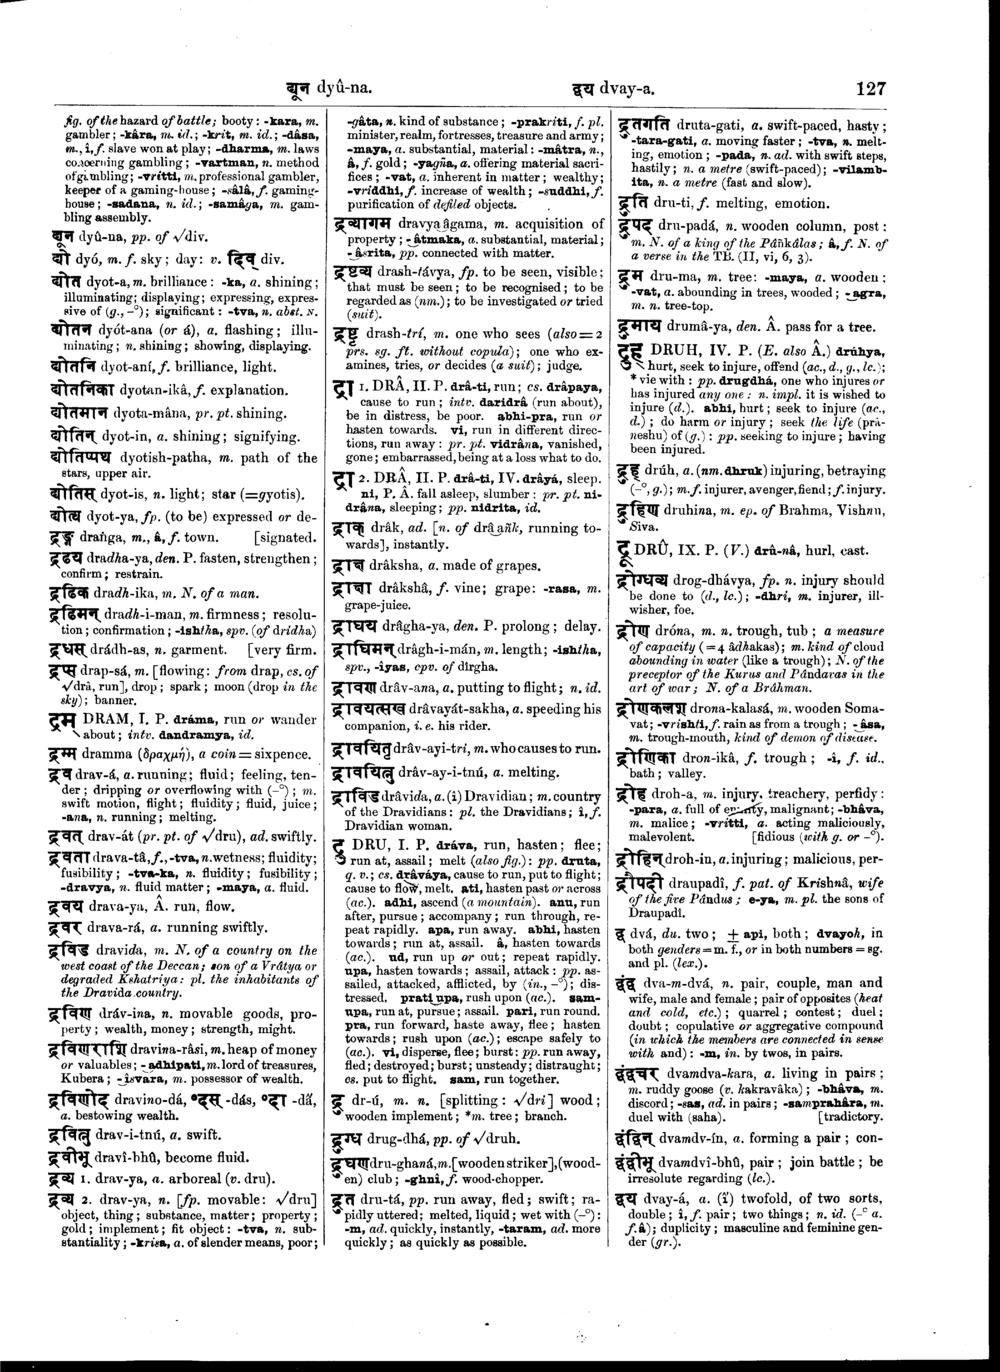 द्यून dyû-na.
द्वय dvay-a.
127
fig. of the hazard of battle; booty: -kara, m.
gambler; -kâra, m. id.; -krit, m. id.; -dâsa,
m., î, f. slave won at play; -dharma, m. laws
concerning gambling; -vartman, n. method
of gambling; -vritti, m. professional gambler,
keeper of a gaming-house; -sâlâ, f. gaming-
house; -sadana, n. id.; -samâga, m. gam-
bling assembly.
द्यून dyû-na, pp. of √div.
द्यो dyó, m. f. sky; day: v. दिव् div.
द्योत dyot-a, m. brilliance: -ka, a. shining;
illuminating; displaying; expressing, expres-
sive of (g., -°); significant: -tva, n. abst. N.
द्योतन dyót-ana (or á), a. flashing; illu-
minating; n. shining; showing, displaying.
द्योतनि dyot-aní, f. brilliance, light.
द्योतनिका dyotan-ikâ, f. explanation.
द्योतमान dyota-mâna, pr. pt. shining.
द्योतिन् dyot-in, a. shining; signifying.
द्योतिष्पथ dyotish-patha, m. path of the
stars, upper air.
द्योतिस् dyot-is, n. light; star (=gyotis).
द्योत्य dyot-ya, fp. (to be) expressed or de-
द्रङ्ग draṅga, m., â, f. town. [signated.
द्रढय dradha-ya, den. P. fasten, strengthen;
confirm; restrain.
द्रढिक dradh-ika, m. N. of a man.
द्रढिमन् dradh-i-man, m. firmness; resolu-
tion; confirmation; -ishtha, spv. (of dridha)
द्रधस् drádh-as, n. garment. [very firm.
द्रप्स drap-sá, m. [flowing: from drap, cs. of
√drâ, run], drop; spark; moon (drop in the
sky); banner.
द्रम् DRAM, I. P. dráma, run or wander
about; intv. dandramya, id.
द्रम्म dramma (δραχμή), a coin = sixpence.
द्रव drav-á, a. running; fluid; feeling, ten-
der; dripping or overflowing with (-°); m.
swift motion, flight; fluidity; fluid, juice;
-ana, n. running; melting.
द्रवत् drav-át (pr. pt. of √dru), ad. swiftly.
द्रवता drava-tâ, f., -tva, n. wetness; fluidity;
fusibility; -tva-ka, n. fluidity; fusibility;
-dravya, n. fluid matter; -maya, a. fluid.
द्रवय drava-ya, Â. run, flow.
द्रवर drava-rá, a. running swiftly.
द्रविड dravida, m. N. of a country on the
west coast of the Deccan; son of a Vrâtya or
degraded Kshatriya: pl. the inhabitants of
the Dravida country.
द्रविण dráv-ina, n. movable goods, pro-
perty; wealth, money; strength, might.
द्रविणराशि dravina-râsi, m. heap of money
or valuables; -adhipati, m. lord of treasures,
Kubera; -îsvara, m. possessor of wealth.
द्रविणोद dravino-dá, °दस् -dás, °दा -dấ,
a. bestowing wealth.
द्रवित्नु drav-i-tnú, a. swift.
द्रवीभू dravî-bhû, become fluid.
द्रव्य 1. drav-ya, a. arboreal (v. dru).
द्रव्य 2. drav-ya, n. [fp. movable: √dru]
object, thing; substance, matter; property;
gold; implement; fit object: -tva, n. sub-
stantiality; -krisa, a. of slender means, poor;
-gâta, n. kind of substance; -prakriti, f. pl.
minister, realm, fortresses, treasure and army;
-maya, a. substantial, material: -mâtra, n.,
â, f. gold; -yagña, a. offering material sacri-
fices; -vat, a. inherent in matter; wealthy;
-vriddhi, f. increase of wealth; -suddhi, f.
purification of defiled objects.
द्रव्यागम dravya âgama, m. acquisition of
property; -âtmaka, a. substantial, material;
-âsrita, pp. connected with matter.
द्रष्टव्य drash-távya, fp. to be seen, visible;
that must be seen; to be recognised; to be
regarded as (nm.); to be investigated or tried
(suit).
द्रष्टृ drash-trí, m. one who sees (also = 2
prs. sg. ft. without copula); one who ex-
amines, tries, or decides (a suit); judge.
द्रा 1. DRÂ, II. P. drâ-ti, run; cs. drâpaya,
cause to run; intv. daridrâ (run about),
be in distress, be poor. abhi-pra, run or
hasten towards. vi, run in different direc-
tions, run away: pr. pt. vidrâna, vanished,
gone; embarrassed, being at a loss what to do.
द्रा 2. DRÂ, II. P. drâ-ti, IV. drâyá, sleep.
ni, P. Â. fall asleep, slumber: pr. pt. ni-
drâna, sleeping; pp. nidrita, id.
द्राक् drâk, ad. [n. of drâ añk, running to-
wards], instantly.
द्राक्ष drâksha, a. made of grapes.
द्राक्षा drâkshâ, f. vine; grape: -rasa, m.
grape-juice.
द्राघय drâgha-ya, den. P. prolong; delay.
द्राघिमन् drâgh-i-mán, m. length; -ishtha,
spv., -iyas, cpv. of dîrgha.
द्रावण drâv-ana, a. putting to flight; n. id.
द्रावयत्सख drâvayát-sakha, a. speeding his
companion, i. e. his rider.
द्रावयितृ drâv-ayi-tri, m. who causes to run.
द्रावयित्नु drâv-ay-i-tnú, a. melting.
द्राविड drâvida, a. (î) Dravidian; m. country
of the Dravidians: pl. the Dravidians; î, f.
Dravidian woman.
द्रु DRU, I. P. dráva, run, hasten; flee;
run at, assail; melt (also fig.): pp. druta,
q. v.; cs. drâváya, cause to run, put to flight;
cause to flow, melt. ati, hasten past or across
(ac.). adhi, ascend (a mountain). anu, run
after, pursue; accompany; run through, re-
peat rapidly. apa, run away. abhi, hasten
towards; run at, assail. â, hasten towards
(ac.). ud, run up or out; repeat rapidly.
upa, hasten towards; assail, attack: pp. as-
sailed, attacked, afflicted, by (in., -°); dis-
tressed. prati upa, rush upon (ac.). sam-
upa, run at, pursue; assail. pari, run round.
pra, run forward, haste away, flee; hasten
towards; rush upon (ac.); escape safely to
(ac.). vi, disperse, flee; burst: pp. run away,
fled; destroyed; burst; unsteady; distraught;
cs. put to flight. sam, run together.
द्रु dr-ú, m. n. [splitting: √dri] wood;
wooden implement; *m. tree; branch.
द्रुग्ध drug-dhá, pp. of √druh.
द्रुघण dru-ghaná, m. [wooden striker], (wood-
en) club; -ghnî, f. wood-chopper.
द्रुत dru-tá, pp. run away, fled; swift; ra-
pidly uttered; melted, liquid; wet with (-°):
-m, ad. quickly, instantly, -taram, ad. more
quickly; as quickly as possible.
द्रुतगति druta-gati, a. swift-paced, hasty;
-tara-gati, a. moving faster; -tva, n. melt-
ing, emotion; -pada, n. ad. with swift steps,
hastily; n. a metre (swift-paced); -vilamb-
ita, n. a metre (fast and slow).
द्रुति dru-ti, f. melting, emotion.
द्रुपद dru-padá, n. wooden column, post:
m. N. of a king of the Pâñkâlas; â, f. N. of
a verse in the TB. (II, vi, 6, 3).
द्रुम dru-ma, m. tree: -maya, a. wooden:
-vat, a. abounding in trees, wooded; -agra,
m. n. tree-top.
द्रुमाय drumâ-ya, den. Â. pass for a tree.
द्रुह् DRUH, IV. P. (E. also Â.) drúhya,
hurt, seek to injure, offend (ac., d., g., lc.);
* vie with: pp. drugdhá, one who injures or
has injured any one: n. impl. it is wished to
injure (d.). abhi, hurt; seek to injure (ac.,
d.); do harm or injury; seek the life (prâ-
neshu) of (g.): pp. seeking to injure; having
been injured.
द्रुह् drúh, a. (nm. dhruk) injuring, betraying
(-°, g.); m. f. injurer, avenger, fiend; f. injury.
द्रुहिण druhina, m. ep. of Brahma, Vishnu,
Siva.
द्रू DRÛ, IX. P. (V.) drû-nâ, hurl, cast.
द्रोग्धव्य drog-dhávya, fp. n. injury should
be done to (d., lc.); -dhri, m. injurer, ill-
wisher, foe.
द्रोण dróna, m. n. trough, tub; a measure
of capacity (= 4 âdhakas); m. kind of cloud
abounding in water (like a trough); N. of the
preceptor of the Kurus and Pândavas in the
art of war; N. of a Brâhman.
द्रोणकलश drona-kalasá, m. wooden Soma-
vat; -vrishti, f. rain as from a trough; -âsa,
m. trough-mouth, kind of demon of disease.
द्रोणिका dron-ikâ, f. trough; -i, f. id.,
bath; valley.
द्रोह droh-a, m. injury, treachery, perfidy:
-para, a. full of enmity, malignant; -bhâva,
m. malice; -vritti, a. acting maliciously,
malevolent. [fidious (with g. or -°).
द्रोहिन् droh-in, a. injuring; malicious, per-
द्रौपदी draupadî, f. pat. of Krishnâ, wife
of the five Pândus; e-ya, m. pl. the sons of
Draupadî.
द्व dvá, du. two; + api, both; dvayoh, in
both genders = m. f., or in both numbers = sg.
and pl. (lex.).
द्वंद्व dva-m-dvá, n. pair, couple, man and
wife, male and female; pair of opposites (heat
and cold, etc.); quarrel; contest; duel;
doubt; copulative or aggregative compound
(in which the members are connected in sense
with and): -m, in. by twos, in pairs.
द्वंद्वचर dvamdva-kara, a. living in pairs;
m. ruddy goose (v. kakravâka); -bhâva, m.
discord; -sas, ad. in pairs; -samprahâra, m.
duel with (saha). [tradictory.
द्वंद्विन् dvamdv-ín, a. forming a pair; con-
द्वंद्वीभू dvamdvî-bhû, pair; join battle; be
irresolute regarding (lc.).
द्वय dvay-á, a. (î) twofold, of two sorts,
double; î, f. pair; two things; n. id. (-° a.
f. â); duplicity; masculine and feminine gen-
der (gr.).